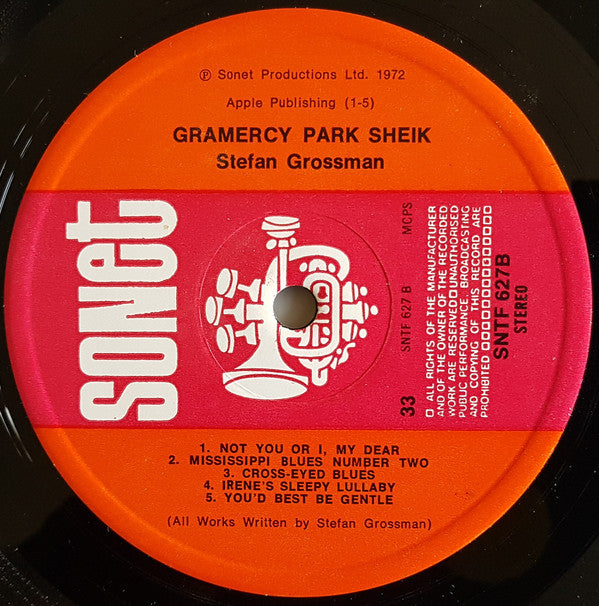 ℗ Sonet Productions Ltd. 1972
Apple Publishing (1-5)
GRAMERCY PARK SHEIK
Stefan Grossman
sonet
SNTF 627 B
MCPS
33
□ ALL RIGHTS OF THE MANUFACTURER
AND OF THE OWNER OF THE RECORDED
WORK ARE RESERVED□UNAUTHORISED
PUBLIC PERFORMANCE, BROADCASTING
AND COPYING OF THIS RECORD ARE
PROHIBITED □□□□□□□□□□□□□□
SNTF 627B
STEREO
1. NOT YOU OR I, MY DEAR
2. MISSISSIPPI BLUES NUMBER TWO
3. CROSS-EYED BLUES
4. IRENE'S SLEEPY LULLABY
5. YOU'D BEST BE GENTLE
(All Works Written by Stefan Grossman)